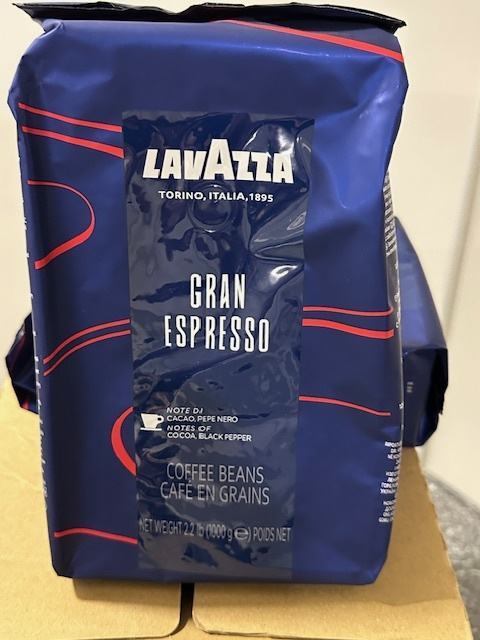 LAVAZZA
TORINO, ITALIA, 1895
GRAN
ESPRESSO
NOTE DI
CACAO, PEPE NERO
NOTES OF
COCOA, BLACK PEPPER
COFFEE BEANS
CAFÉ EN GRAINS
NET WEIGHT 2.2 lb (1000 g ℮) POIDS NET